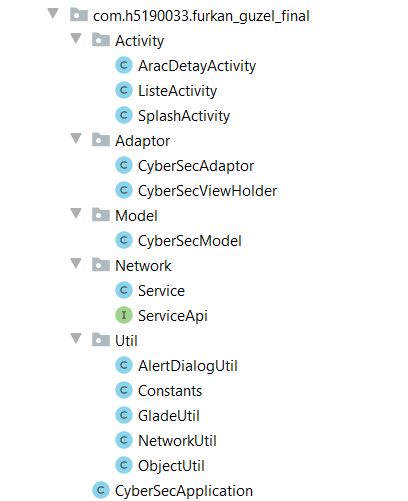 com.h5190033.furkan_guzel_final
Activity
C AracDetayActivity
C ListeActivity
C SplashActivity
Adaptor
C CyberSecAdaptor
C CyberSecViewHolder
Model
C CyberSecModel
Network
C Service
I ServiceApi
Util
C AlertDialogUtil
C Constants
C GladeUtil
C NetworkUtil
C ObjectUtil
C CyberSecApplication